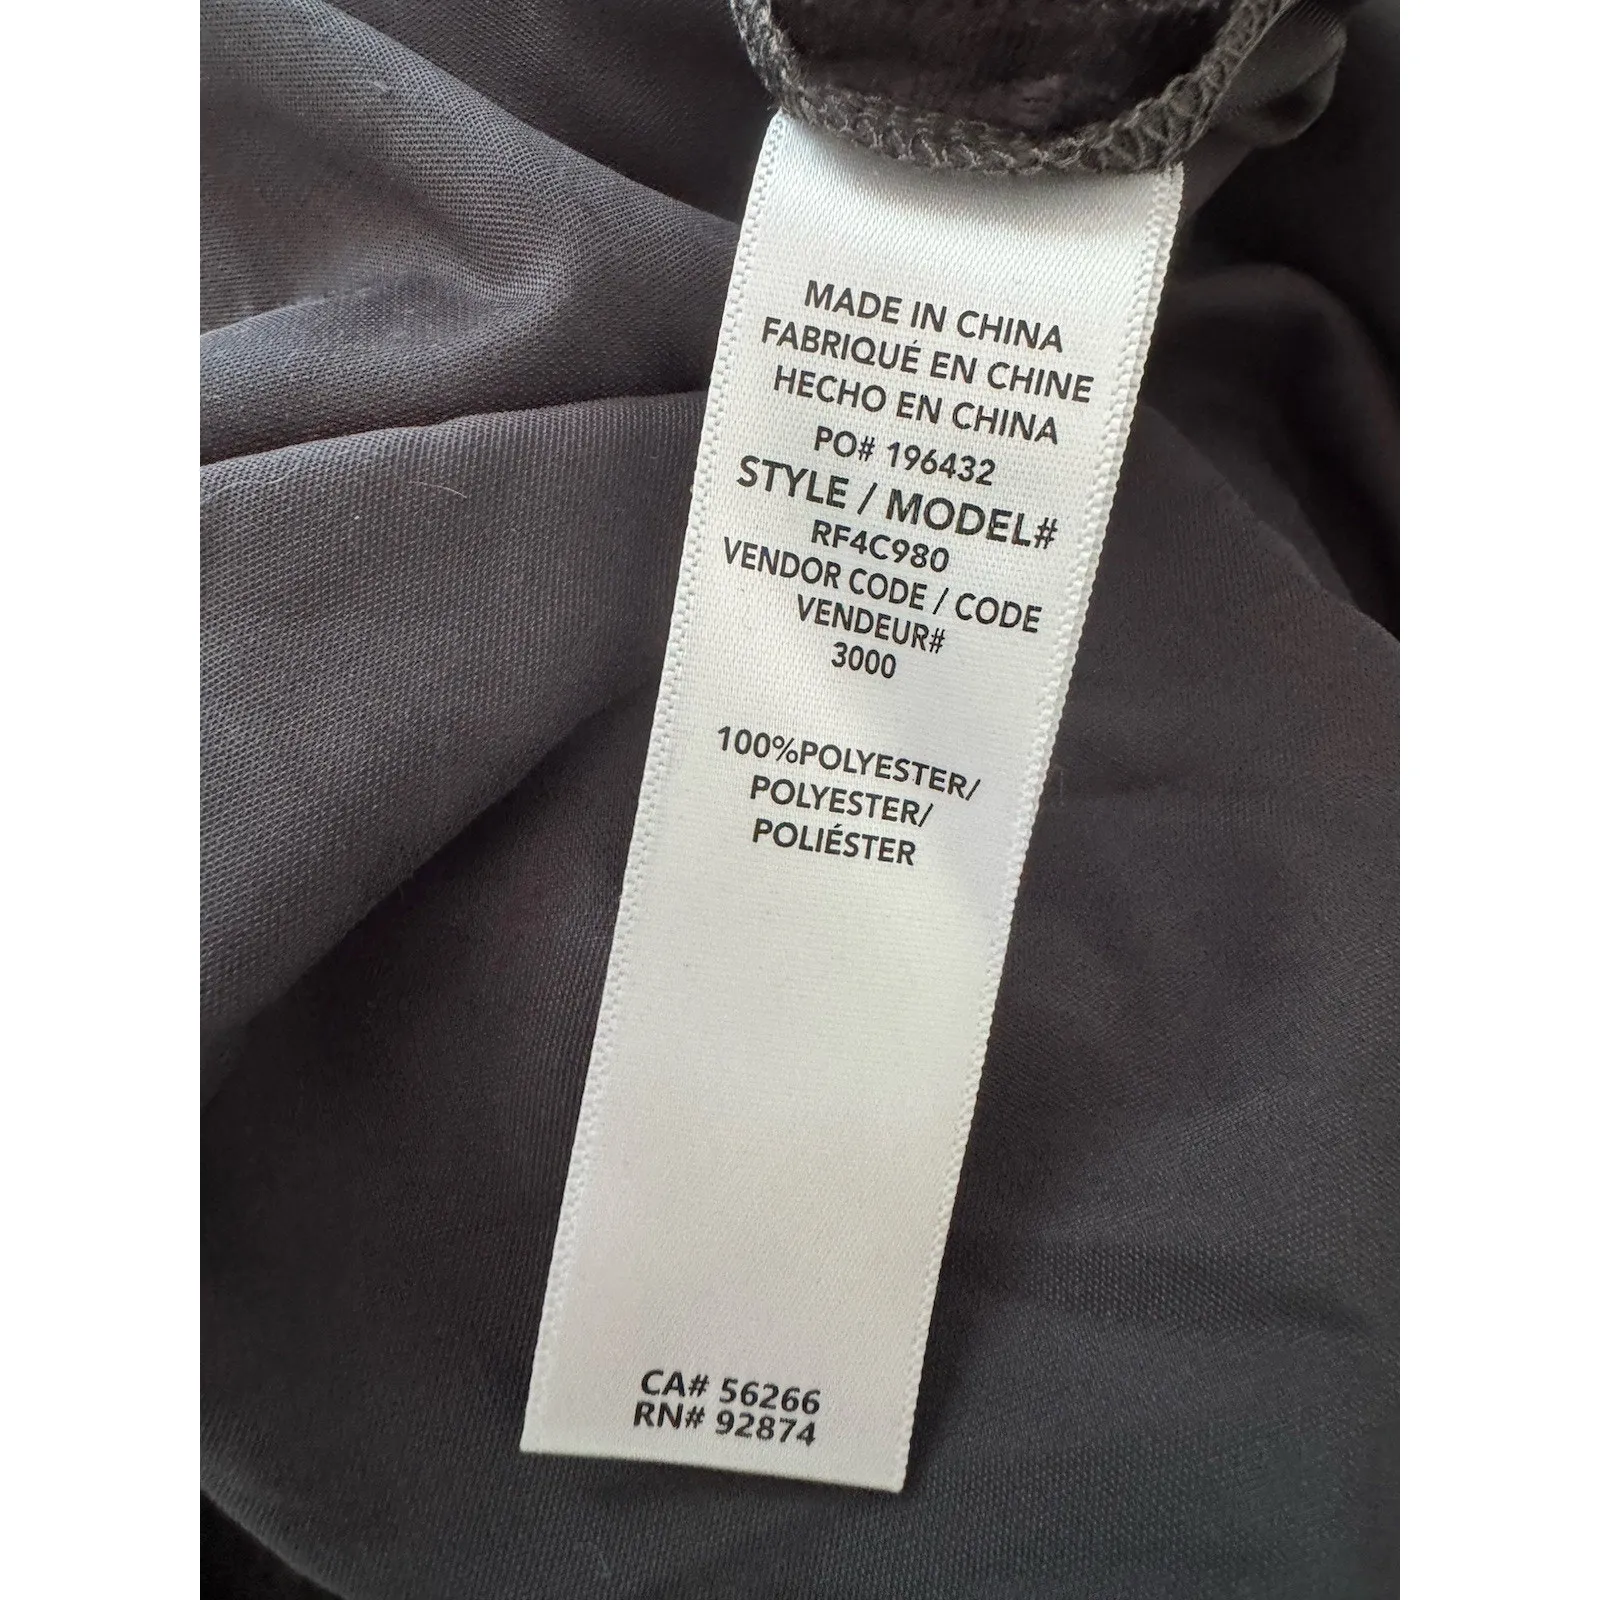 MADE IN CHINA
FABRIQUÉ EN CHINE
HECHO EN CHINA
PO# 196432
STYLE / MODEL#
RF4C980
VENDOR CODE / CODE
VENDEUR#
3000
100%POLYESTER/
POLYESTER/
POLIÉSTER
CA# 56266
RN# 92874